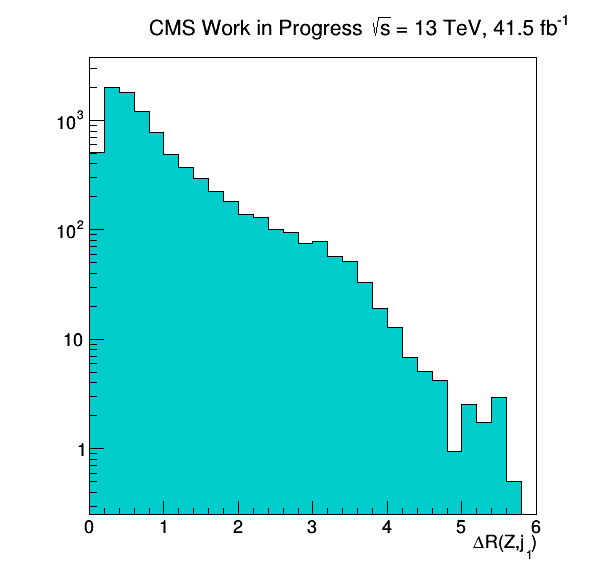 CMS Work in Progress √s = 13 TeV, 41.5 fb⁻¹
10³
10²
10
1
0 1 2 3 4 5 6
ΔR(Z,j₁)